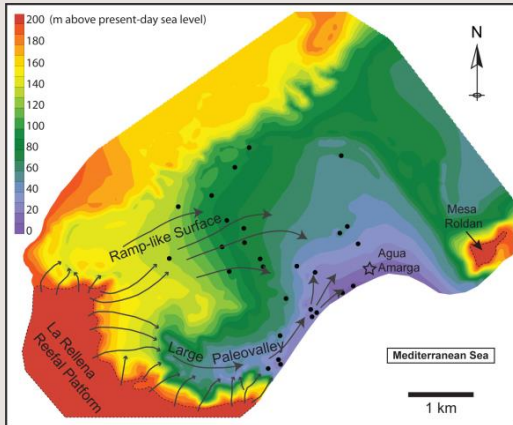 200 (m above present-day sea level)
180
160
140
120
100
80
60
40
20
0
N
Ramp-like Surface
Mesa
Roldan
Agua
Amarga
La Rellena
Reefal Platform
Large Paleovalley
Mediterranean Sea
1 km